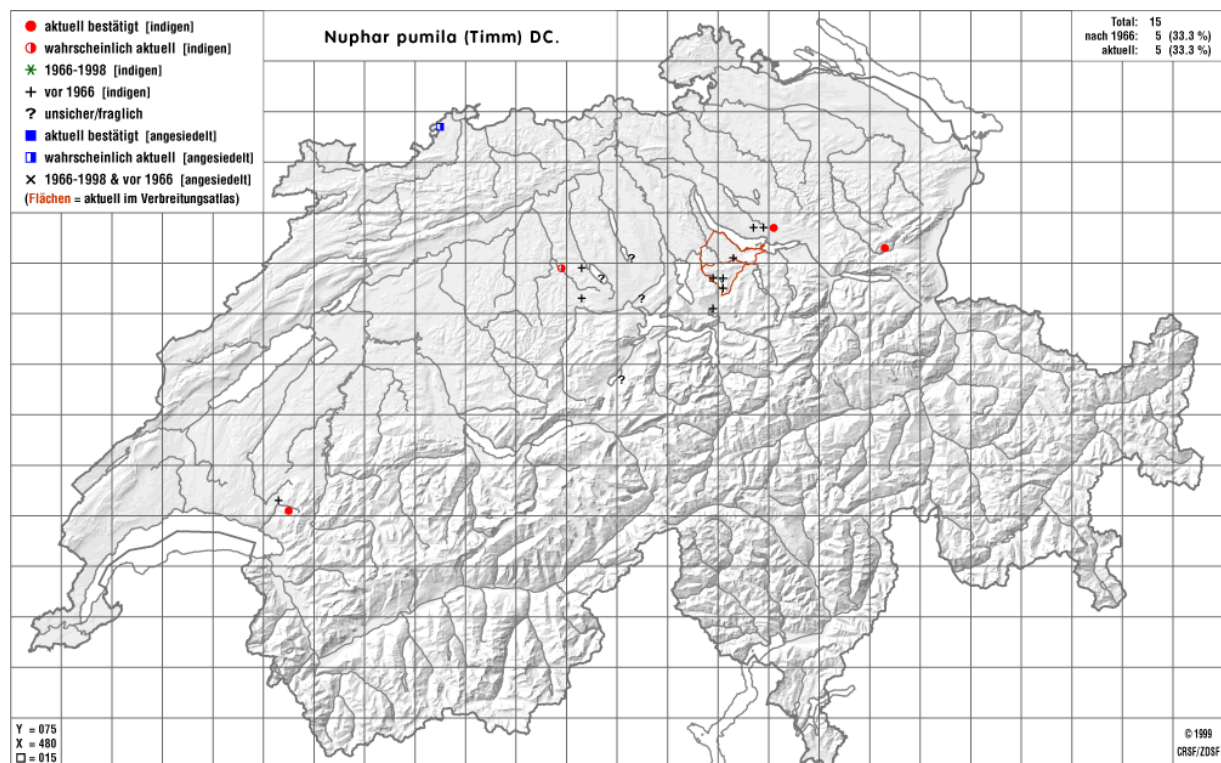 aktuell bestätigt [indigen]
wahrscheinlich aktuell [indigen]
1966-1998 [indigen]
+ vor 1966 [indigen]
? unsicher/fraglich
aktuell bestätigt [angesiedelt]
wahrscheinlich aktuell [angesiedelt]
× 1966-1998 & vor 1966 [angesiedelt]
(Flächen = aktuell im Verbreitungsatlas)
Nuphar pumila (Timm) DC.
Total: 15
nach 1966: 5 (33.3 %)
aktuell: 5 (33.3 %)
Y = 075
X = 480
□ = 015
© 1999
CRSF/ZDSF